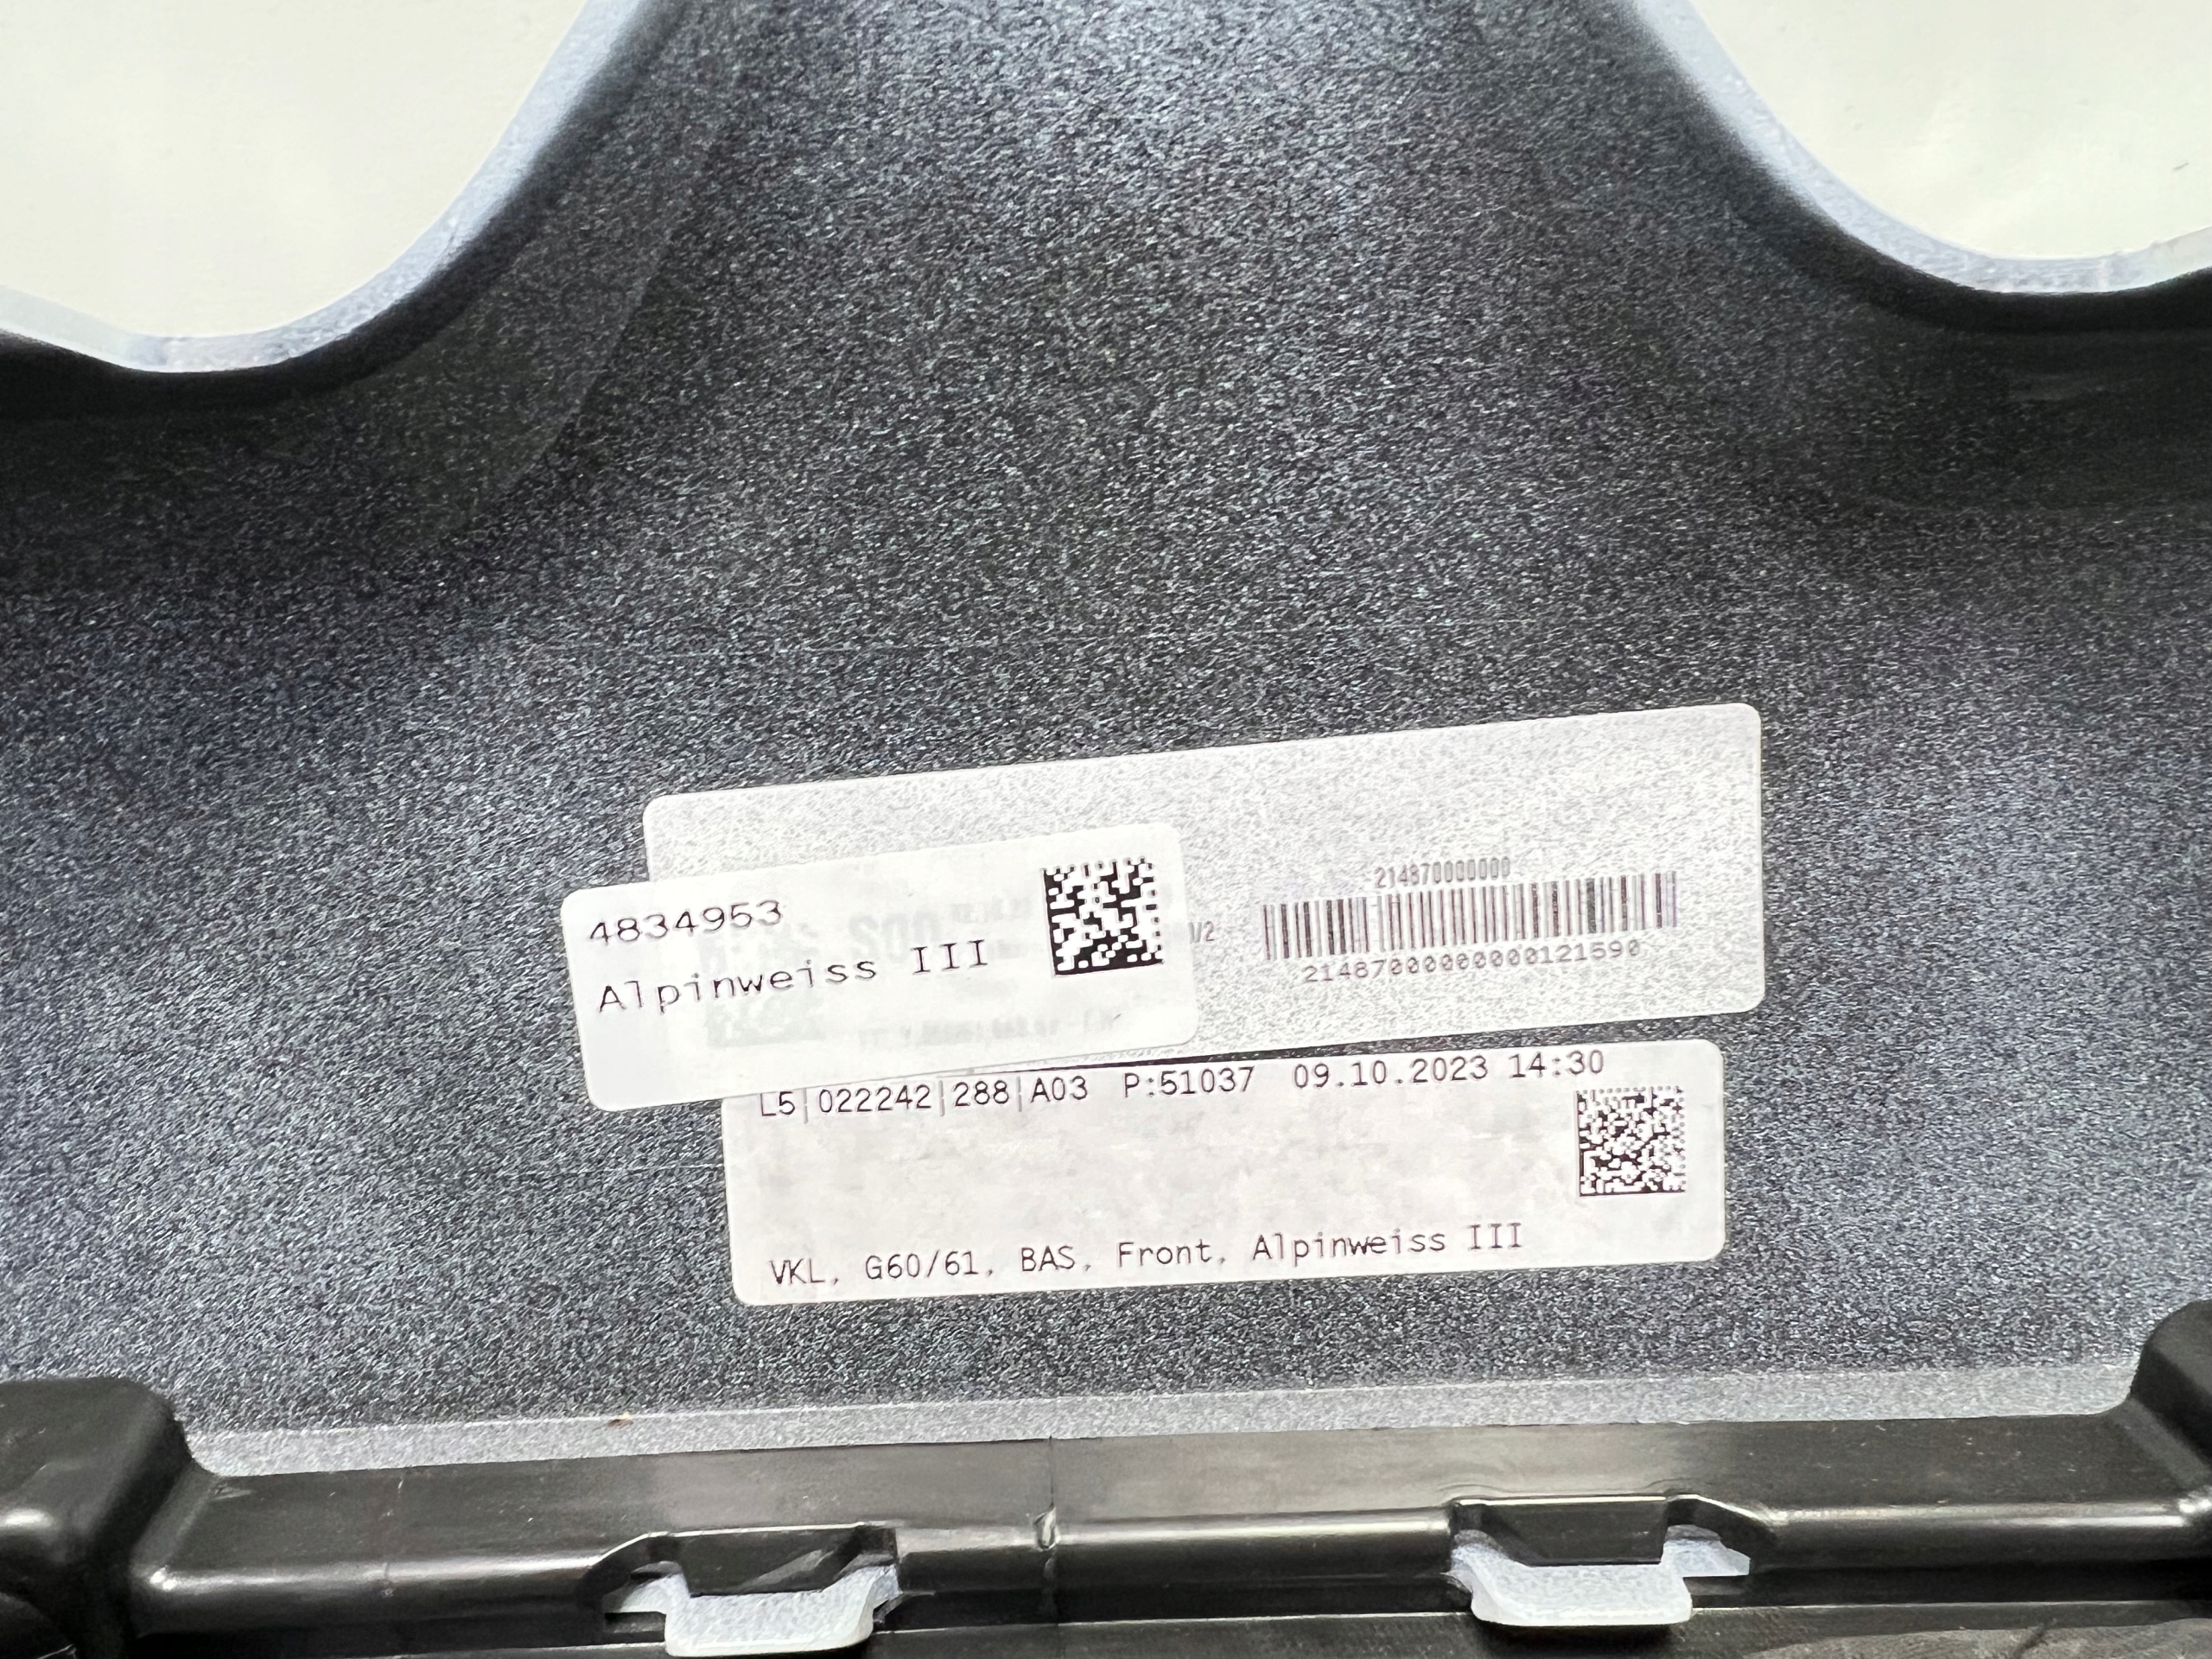 4834953
Alpinweiss III
V2
214870000000
21487000000000121590
L5|022242|288|A03 P:51037 09.10.2023 14:30
VKL, G60/61, BAS, Front, Alpinweiss III